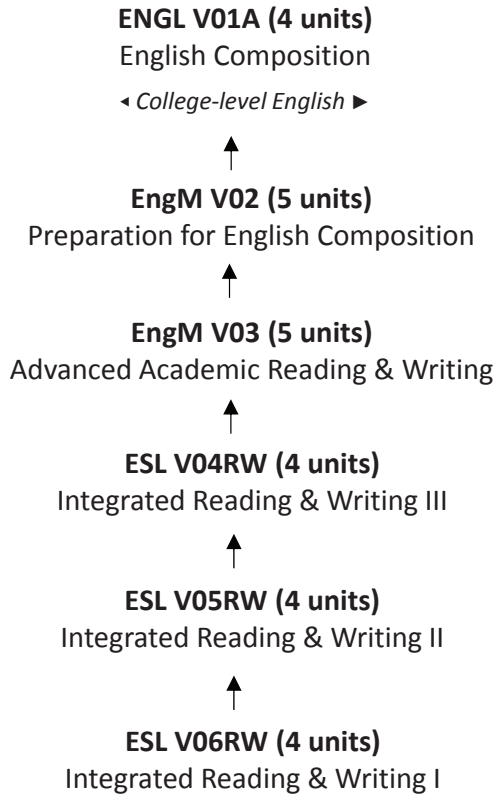 ENGL V01A (4 units)
English Composition
◂ College-level English ►
EngM V02 (5 units)
Preparation for English Composition
EngM V03 (5 units)
Advanced Academic Reading & Writing
ESL V04RW (4 units)
Integrated Reading & Writing III
ESL V05RW (4 units)
Integrated Reading & Writing II
ESL V06RW (4 units)
Integrated Reading & Writing I